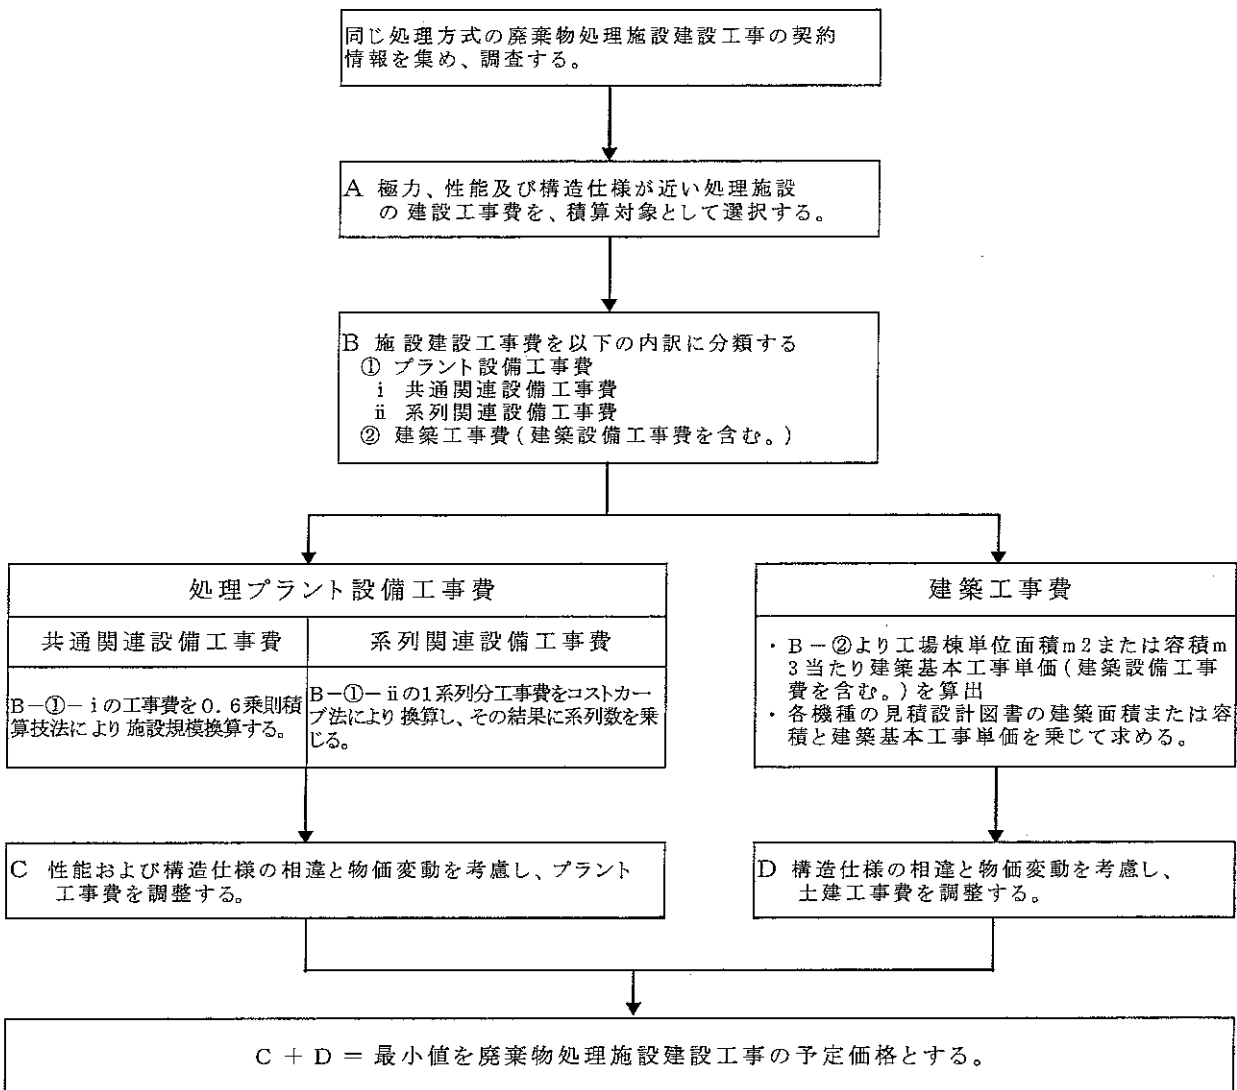 同じ処理方式の廃棄物処理施設建設工事の契約
情報を集め、調査する。
A 極力、性能及び構造仕様が近い処理施設
の建設工事費を、積算対象として選択する。
B 施設建設工事費を以下の内訳に分類する
① プラント設備工事費
ⅰ 共通関連設備工事費
ⅱ 系列関連設備工事費
② 建築工事費(建築設備工事費を含む。)
処理プラント設備工事費
共通関連設備工事費
系列関連設備工事費
B-①-ⅰの工事費を0.6乗則積
算技法により施設規模換算する。
B-①-ⅱの1系列分工事費をコストカー
ブ法により換算し、その結果に系列数を乗
じる。
建築工事費
・B-②より工場棟単位面積m2または容積m
3当たり建築基本工事単価(建築設備工事
費を含む。)を算出
・各機種の見積設計図書の建築面積または容
積と建築基本工事単価を乗じて求める。
C 性能および構造仕様の相違と物価変動を考慮し、プラント
工事費を調整する。
D 構造仕様の相違と物価変動を考慮し、
土建工事費を調整する。
C+D=最小値を廃棄物処理施設建設工事の予定価格とする。